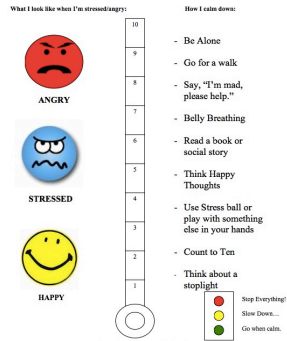 What I look like when I'm stressed/angry:
How I calm down:
10
9
8
7
6
5
4
3
2
1
ANGRY
STRESSED
HAPPY
- Be Alone
- Go for a walk
- Say, "I'm mad,
please help."
- Belly Breathing
- Read a book or
social story
- Think Happy
Thoughts
- Use Stress ball or
play with something
else in your hands
- Count to Ten
- Think about a
stoplight
Stop Everything!
Slow Down…
Go when calm.